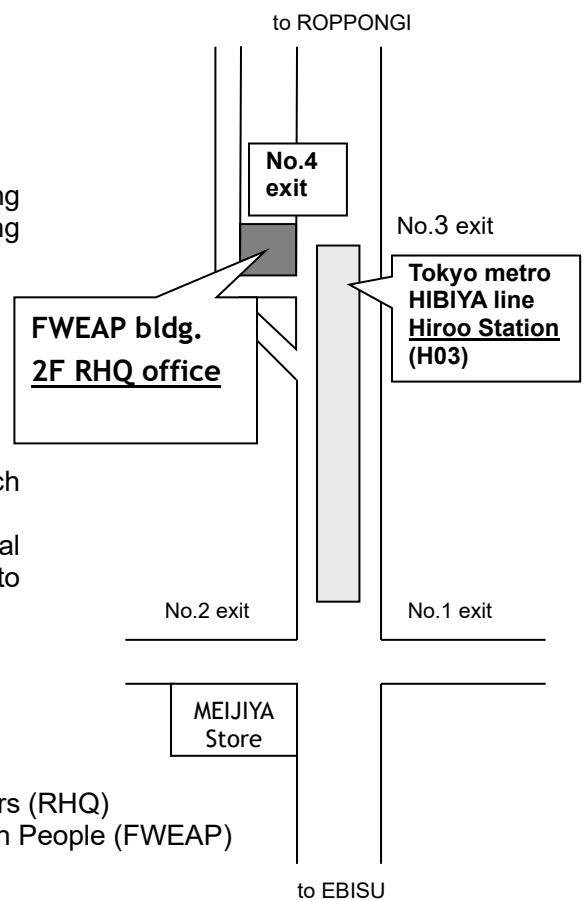 to ROPPONGI
No.4
exit
ng
ng
No.3 exit
Tokyo metro
HIBIYA line
Hiroo Station
(H03)
FWEAP bldg.
2F RHQ office
ch
al
to
No.2 exit
No.1 exit
MEIJIYA
Store
rs (RHQ)
n People (FWEAP)
to EBISU